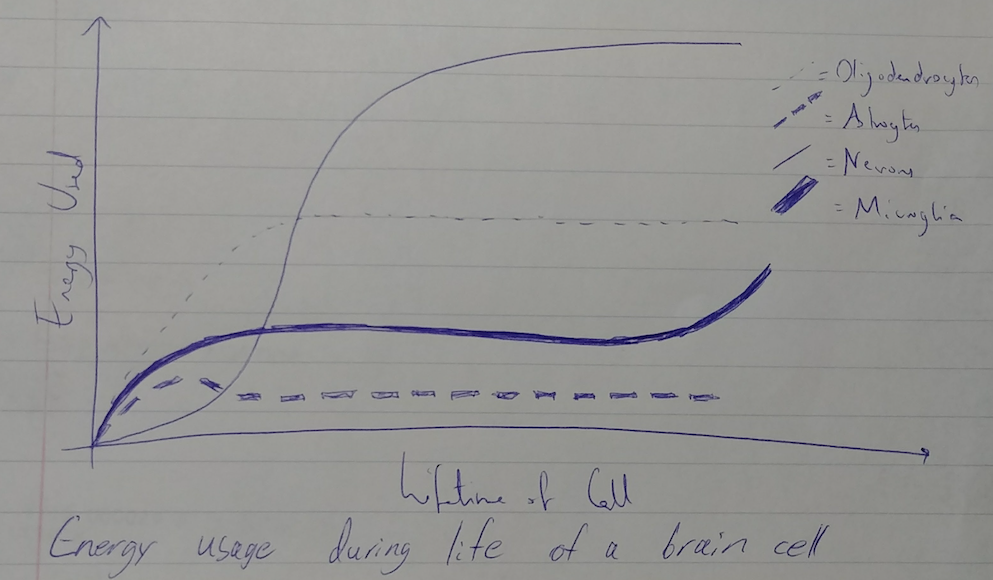 = Oligodendrocytes
= Astrocytes
= Neurons
= Microglia
Energy Used
Lifetime of Cell
Energy usage during life of a brain cell